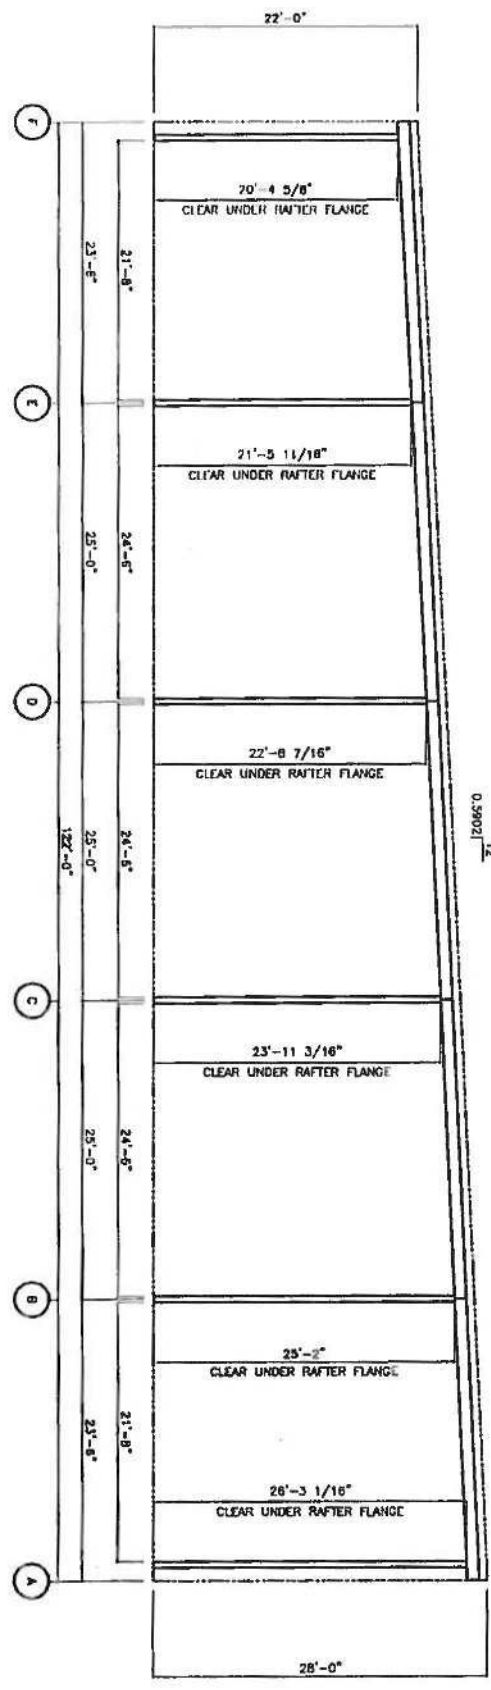 22'-0"
F
20'-4 5/8"
CLEAR UNDER RAFTER FLANGE
23'-6"
21'-8"
E
21'-5 11/16"
CLEAR UNDER RAFTER FLANGE
25'-0"
24'-6"
D
22'-8 7/16"
CLEAR UNDER RAFTER FLANGE
12
0.5902
25'-0"
24'-6"
122'-0"
C
23'-11 3/16"
CLEAR UNDER RAFTER FLANGE
25'-0"
24'-6"
B
25'-2"
CLEAR UNDER RAFTER FLANGE
23'-6"
21'-8"
26'-3 1/16"
CLEAR UNDER RAFTER FLANGE
A
28'-0"